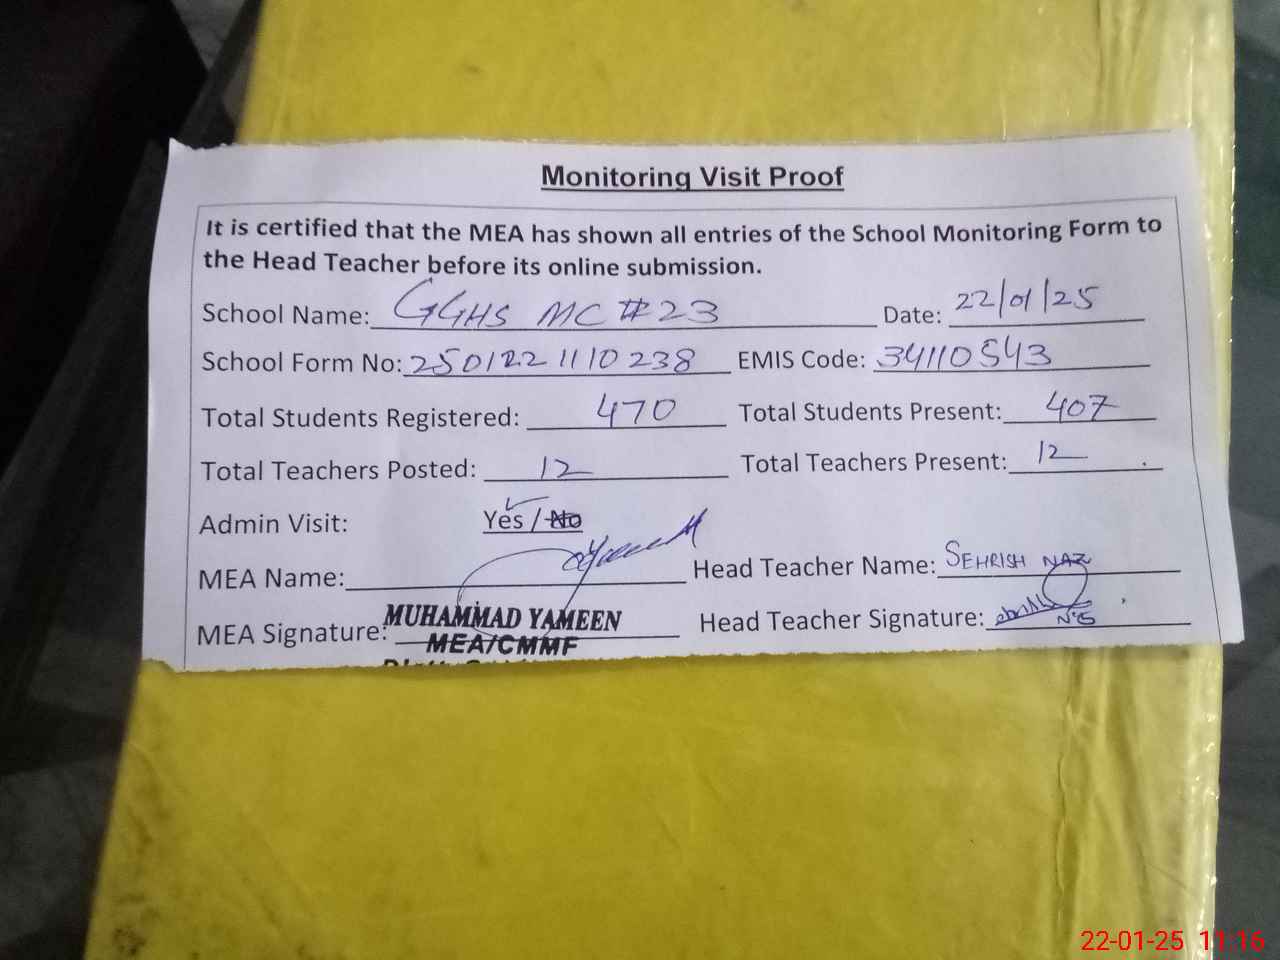 Monitoring Visit Proof
It is certified that the MEA has shown all entries of the School Monitoring Form to
the Head Teacher before its online submission.
School Name: GGHS MC #23 Date: 22/01/25
School Form No: 2501221110238 EMIS Code: 34110543
Total Students Registered: 470 Total Students Present: 407
Total Teachers Posted: 12 Total Teachers Present: 12
Admin Visit: Yes / No
MEA Name: Head Teacher Name: SEHRISH NAZ
MEA Signature: MUHAMMAD YAMEEN Head Teacher Signature:
MEA/CMMF
22-01-25 11:16